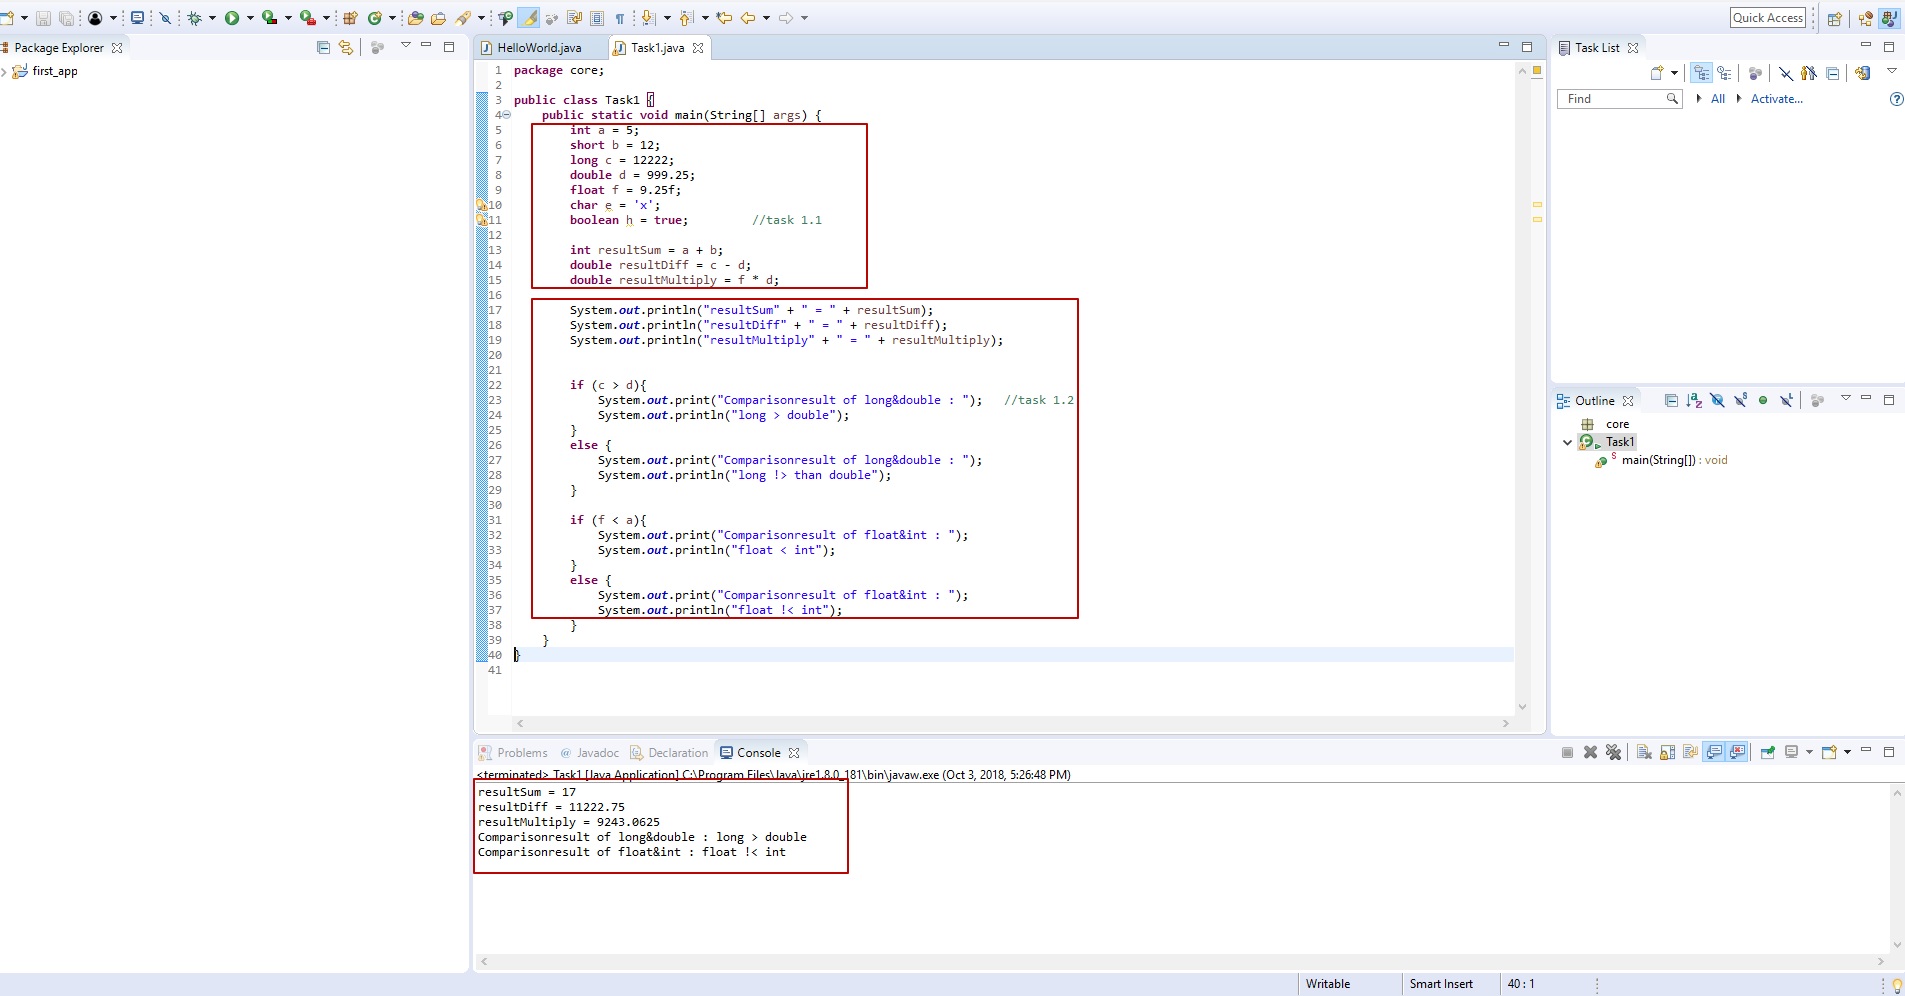 Quick Access
Package Explorer
first_app
HelloWorld.java
Task1.java
1 package core;
2
3 public class Task1 {
4 public static void main(String[] args) {
5 int a = 5;
6 short b = 12;
7 long c = 12222;
8 double d = 999.25;
9 float f = 9.25f;
10 char e = 'x';
11 boolean h = true; //task 1.1
12
13 int resultSum = a + b;
14 double resultDiff = c - d;
15 double resultMultiply = f * d;
16
17 System.out.println("resultSum" + " = " + resultSum);
18 System.out.println("resultDiff" + " = " + resultDiff);
19 System.out.println("resultMultiply" + " = " + resultMultiply);
20
21
22 if (c > d){
23 System.out.print("Comparisonresult of long&double : "); //task 1.2
24 System.out.println("long > double");
25 }
26 else {
27 System.out.print("Comparisonresult of long&double : ");
28 System.out.println("long !> than double");
29 }
30
31 if (f < a){
32 System.out.print("Comparisonresult of float&int : ");
33 System.out.println("float < int");
34 }
35 else {
36 System.out.print("Comparisonresult of float&int : ");
37 System.out.println("float !< int");
38 }
39 }
40 }
41
Task List
Find
All
Activate...
Outline
core
Task1
main(String[]) : void
Problems
@ Javadoc
Declaration
Console
<terminated> Task1 [Java Application] C:\Program Files\Java\jre1.8.0_181\bin\javaw.exe (Oct 3, 2018, 5:26:48 PM)
resultSum = 17
resultDiff = 11222.75
resultMultiply = 9243.0625
Comparisonresult of long&double : long > double
Comparisonresult of float&int : float !< int
Writable
Smart Insert
40 : 1